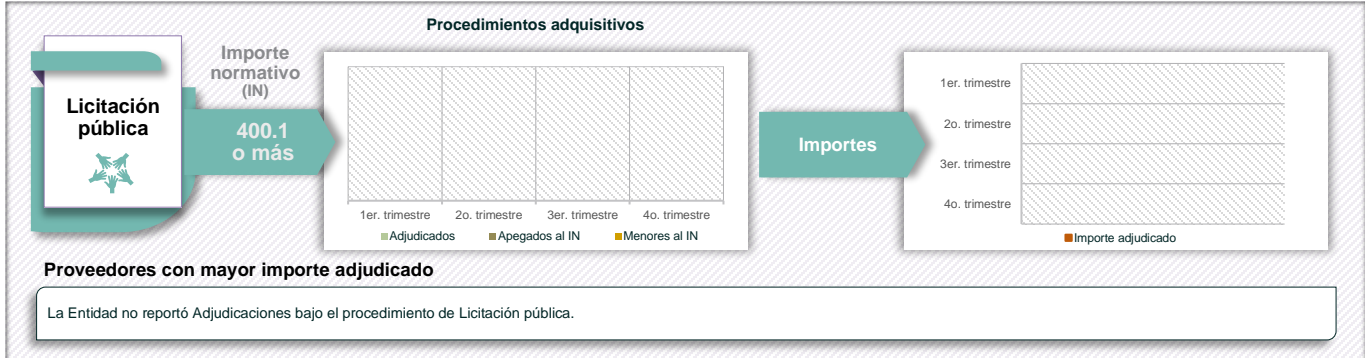 Procedimientos adquisitivos
Licitación
pública
Importe
normativo
(IN)
400.1
o más
1er. trimestre 2o. trimestre 3er. trimestre 4o. trimestre
Adjudicados Apegados al IN Menores al IN
Importes
1er. trimestre
2o. trimestre
3er. trimestre
4o. trimestre
Importe adjudicado
Proveedores con mayor importe adjudicado
La Entidad no reportó Adjudicaciones bajo el procedimiento de Licitación pública.